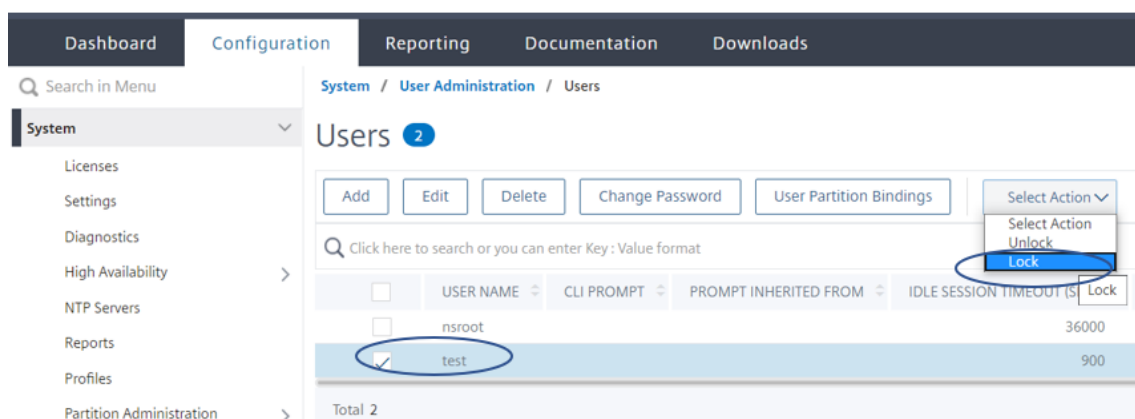 Dashboard Configuration Reporting Documentation Downloads
Search in Menu
System
Licenses
Settings
Diagnostics
High Availability
NTP Servers
Reports
Profiles
Partition Administration
System / User Administration / Users
Users 2
Add Edit Delete Change Password User Partition Bindings Select Action
Select Action
Unlock
Lock
Click here to search or you can enter Key : Value format
USER NAME CLI PROMPT PROMPT INHERITED FROM IDLE SESSION TIMEOUT (S Lock
nsroot 36000
test 900
Total 2